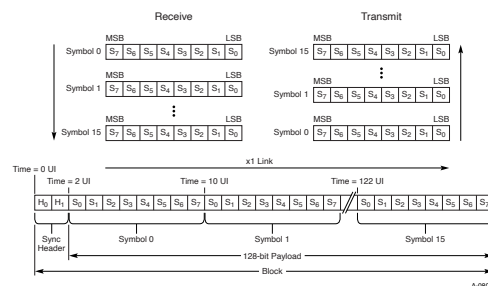 Receive Transmit
MSB LSB MSB LSB
Symbol 0 S7 S6 S5 S4 S3 S2 S1 S0 Symbol 15 S7 S6 S5 S4 S3 S2 S1 S0
MSB LSB MSB LSB
Symbol 1 S7 S6 S5 S4 S3 S2 S1 S0 Symbol 1 S7 S6 S5 S4 S3 S2 S1 S0
MSB LSB MSB LSB
Symbol 15 S7 S6 S5 S4 S3 S2 S1 S0 Symbol 0 S7 S6 S5 S4 S3 S2 S1 S0
x1 Link
Time = 0 UI
Time = 2 UI Time = 10 UI Time = 122 UI
H0 H1 S0 S1 S2 S3 S4 S5 S6 S7 S0 S1 S2 S3 S4 S5 S6 S7 S0 S1 S2 S3 S4 S5 S6 S7
Sync
Header Symbol 0 Symbol 1 Symbol 15
128-bit Payload
Block